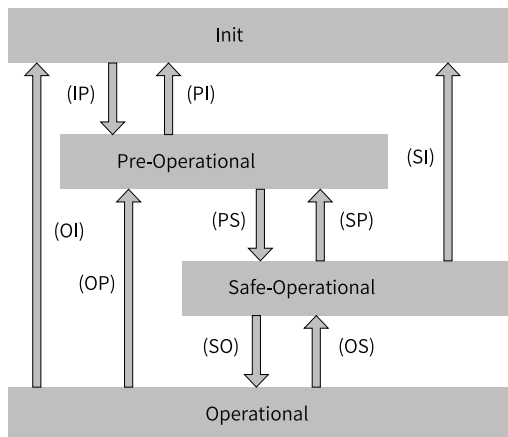 Init
(IP)
(PI)
Pre-Operational
(SI)
(PS)
(SP)
(OI)
(OP)
Safe-Operational
(SO)
(OS)
Operational